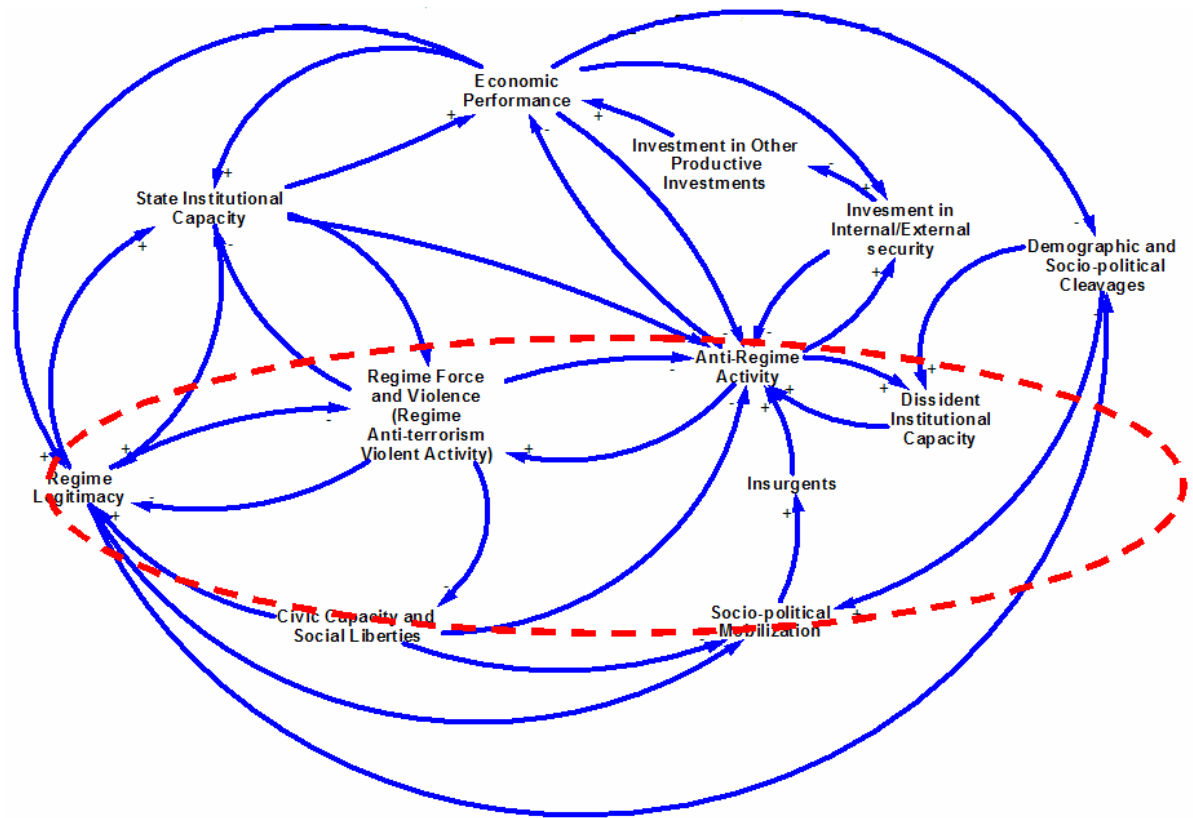 Economic
Performance
Investment in Other
Productive
Investments
State Institutional
Capacity
Invesment in
Internal/External
security
Demographic and
Socio-political
Cleavages
Regime Force
and Violence
(Regime
Anti-terrorism
Violent Activity)
Anti-Regime
Activity
Dissident
Institutional
Capacity
Regime
Legitimacy
Insurgents
Civic Capacity and
Social Liberties
Socio-political
Mobilization